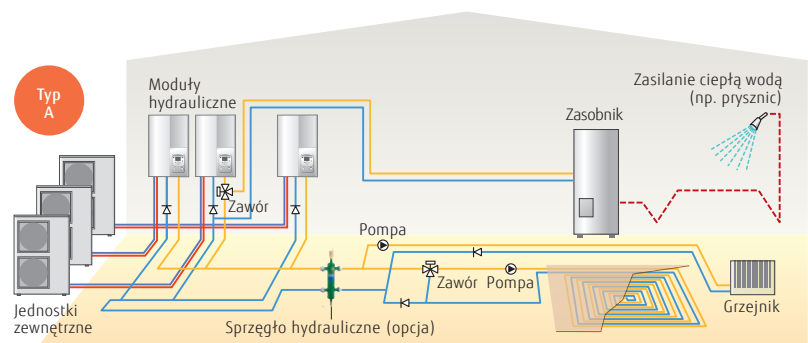 Typ
A
Moduły
hydrauliczne
Zasilanie ciepłą wodą
(np. prysznic)
Zasobnik
Zawór
Pompa
Zawór
Pompa
Grzejnik
Jednostki
zewnętrzne
Sprzęgło hydrauliczne (opcja)